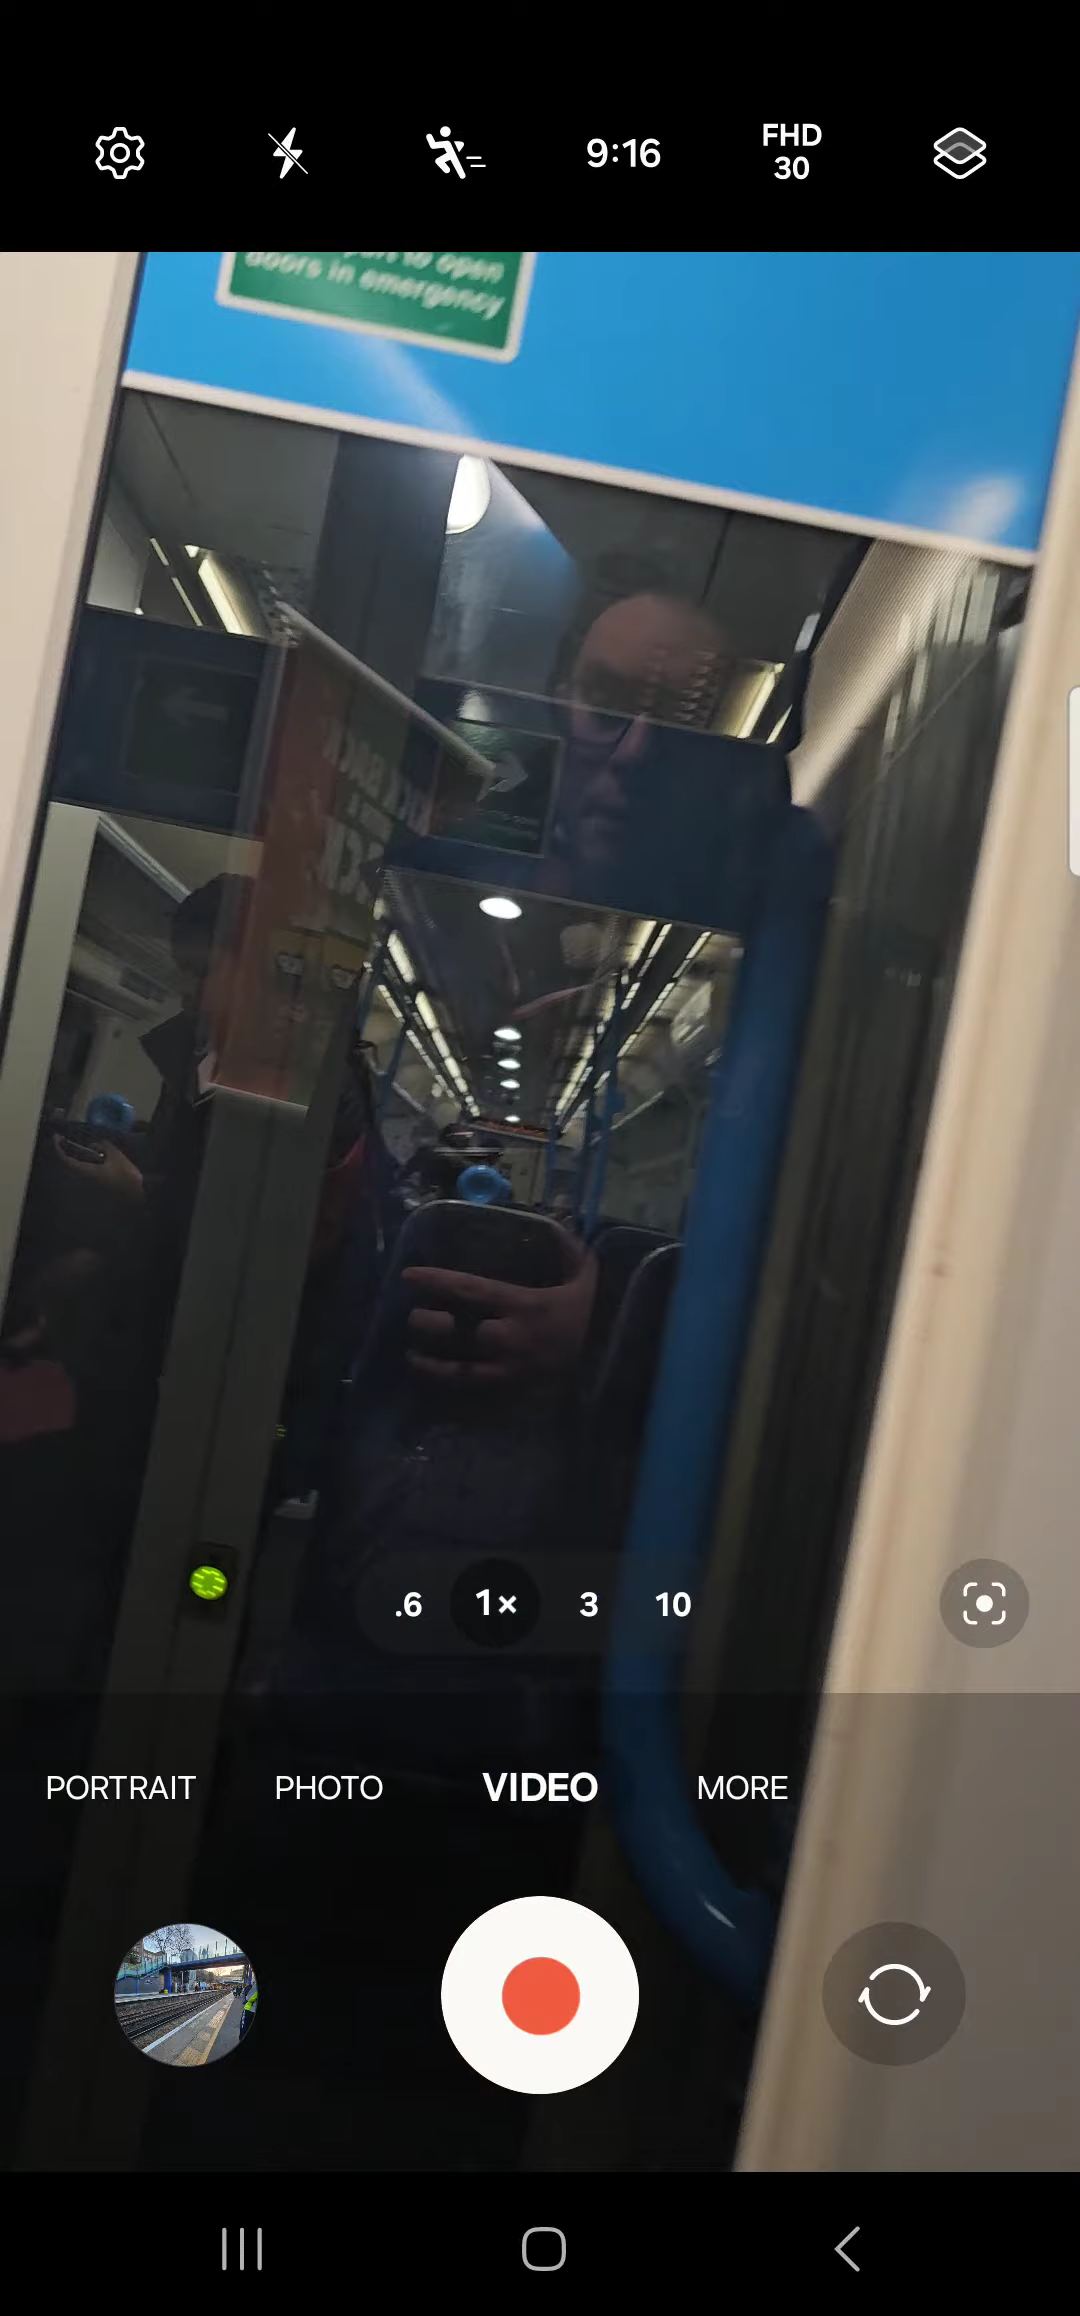 9:16
FHD
30
to open
doors in emergency
.6
1×
3
10
PORTRAIT
PHOTO
VIDEO
MORE